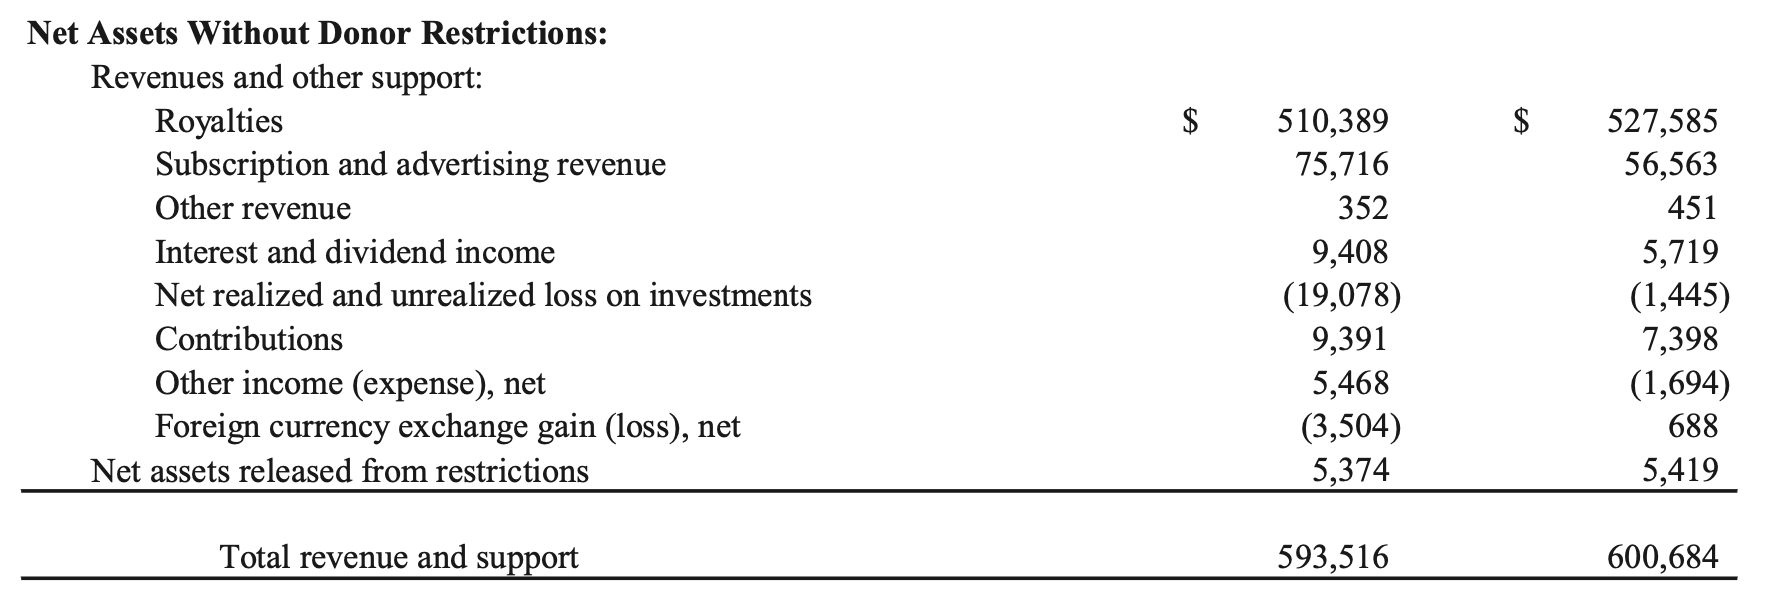 Net Assets Without Donor Restrictions:
Revenues and other support:
Royalties $ 510,389 $ 527,585
Subscription and advertising revenue 75,716 56,563
Other revenue 352 451
Interest and dividend income 9,408 5,719
Net realized and unrealized loss on investments (19,078) (1,445)
Contributions 9,391 7,398
Other income (expense), net 5,468 (1,694)
Foreign currency exchange gain (loss), net (3,504) 688
Net assets released from restrictions 5,374 5,419
Total revenue and support 593,516 600,684